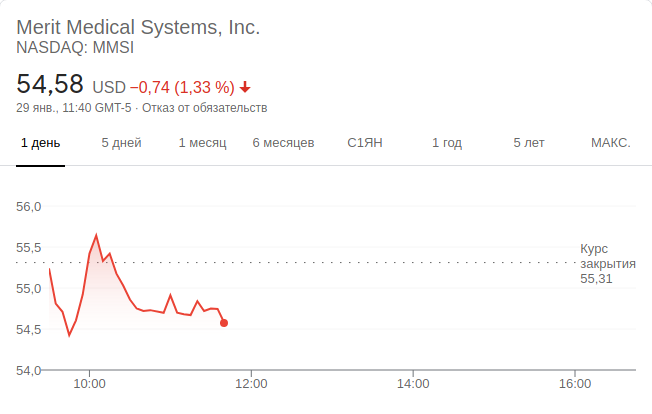 Merit Medical Systems, Inc.
NASDAQ: MMSI
54,58 USD −0,74 (1,33 %)
29 янв., 11:40 GMT-5 · Отказ от обязательств
1 день 5 дней 1 месяц 6 месяцев С1ЯН 1 год 5 лет МАКС.
56,0
55,5
55,0
54,5
54,0
Курс
закрытия
55,31
10:00 12:00 14:00 16:00